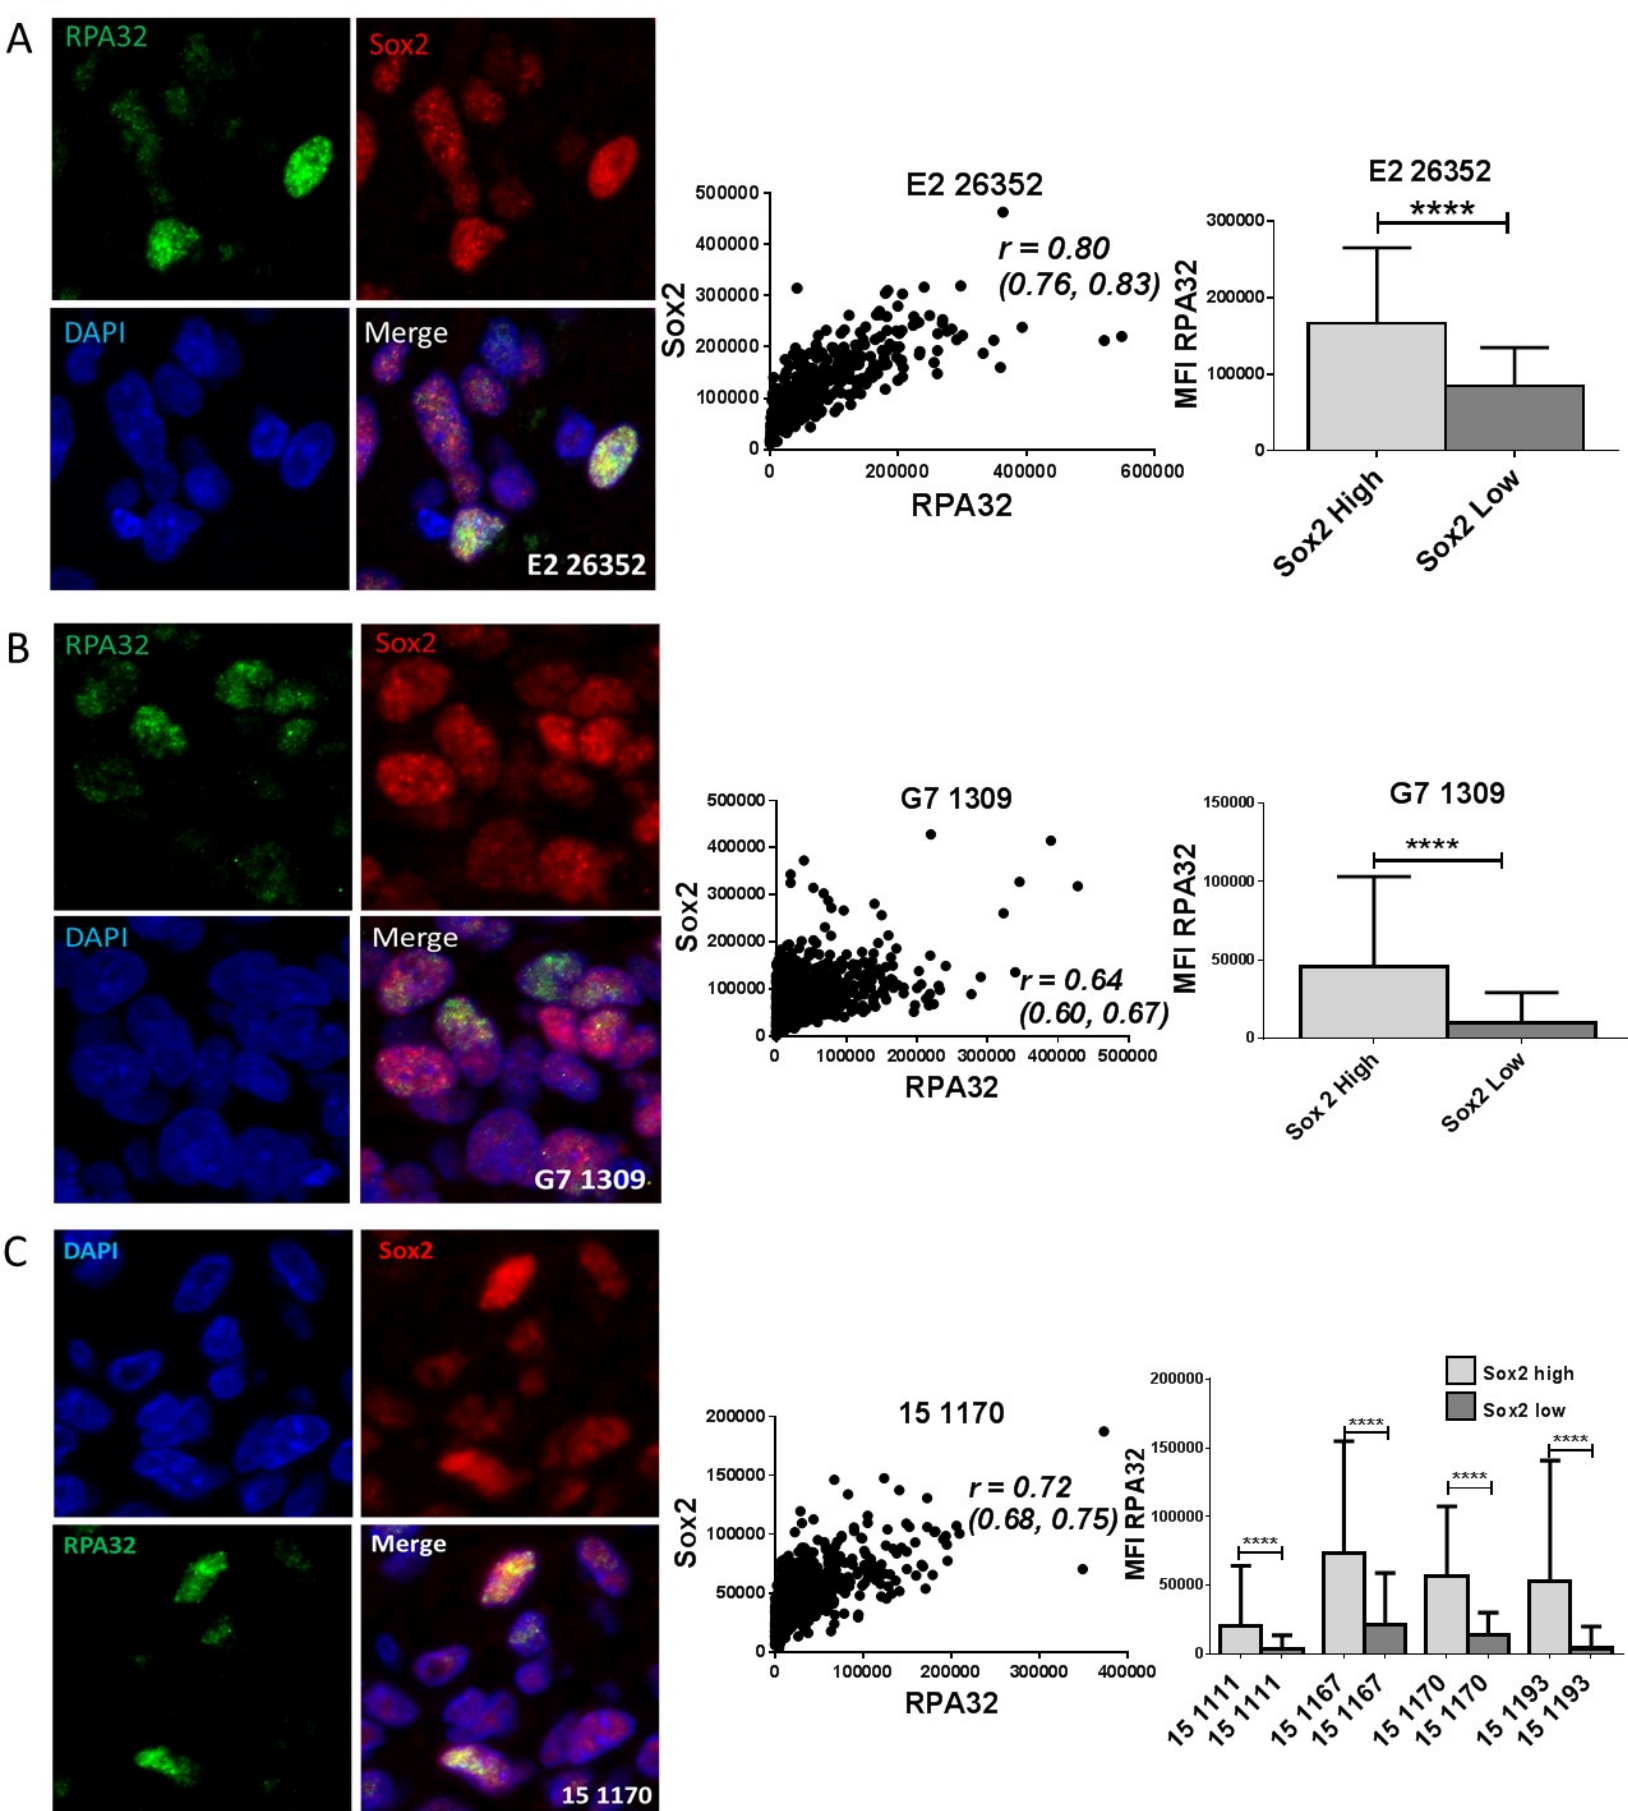 A
RPA32
Sox2
DAPI
Merge
E2 26352
E2 26352
500000
400000
300000
200000
100000
0
Sox2
r = 0.80
(0.76, 0.83)
0 200000 400000 600000
RPA32
E2 26352
****
300000
200000
100000
0
MFI RPA32
Sox2 High
Sox2 Low
B
RPA32
Sox2
DAPI
Merge
G7 1309
G7 1309
500000
400000
300000
200000
100000
0
Sox2
r = 0.64
(0.60, 0.67)
0 100000 200000 300000 400000 500000
RPA32
G7 1309
****
150000
100000
50000
0
MFI RPA32
Sox 2 High
Sox2 Low
C
DAPI
Sox2
RPA32
Merge
15 1170
15 1170
200000
150000
100000
50000
0
Sox2
r = 0.72
(0.68, 0.75)
0 100000 200000 300000 400000
RPA32
Sox2 high
Sox2 low
200000
150000
100000
50000
0
MFI RPA32
****
****
****
****
15 1111
15 1111
15 1167
15 1167
15 1170
15 1170
15 1193
15 1193